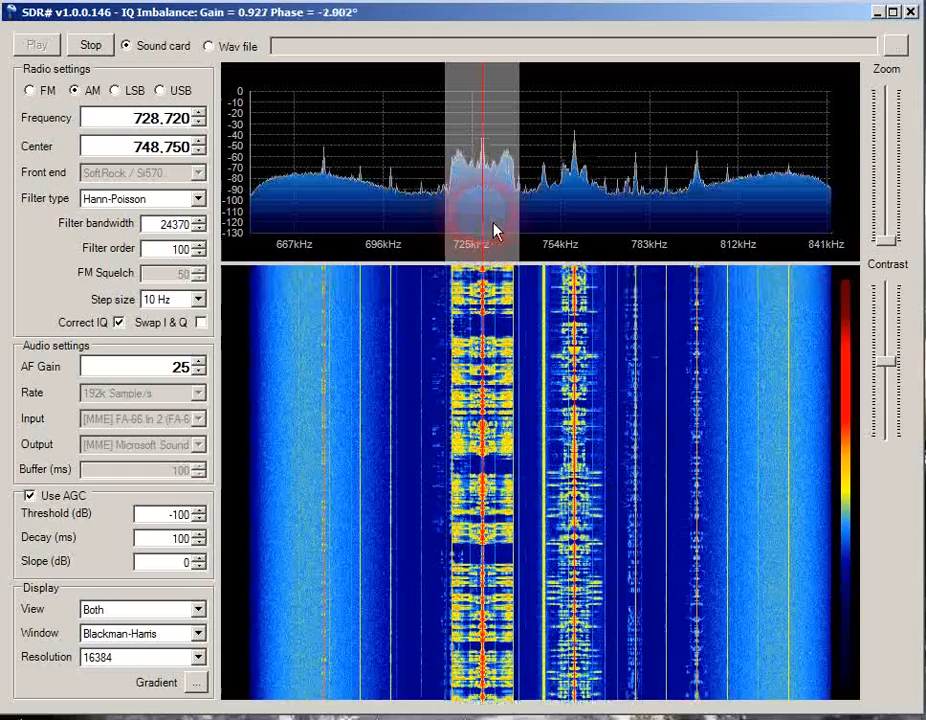 SDR# v1.0.0.146 - IQ Imbalance: Gain = 0.927 Phase = -2.002°
Play Stop Sound card Wav file ...
Radio settings
FM AM LSB USB
Frequency 728.720
Center 748.750
Front end SoftRock / Si570
Filter type Hann-Poisson
Filter bandwidth 24370
Filter order 100
FM Squelch 50
Step size 10 Hz
Correct IQ Swap I & Q
Audio settings
AF Gain 25
Rate 192k Sample/s
Input [MME] FA-66 In 2 (FA-6
Output [MME] Microsoft Sound
Buffer (ms) 100
Use AGC
Threshold (dB) -100
Decay (ms) 100
Slope (dB) 0
Display
View Both
Window Blackman-Harris
Resolution 16384
Gradient ...
0
-10
-20
-30
-40
-50
-60
-70
-80
-90
-100
-110
-120
-130
667kHz 696kHz 725kHz 754kHz 783kHz 812kHz 841kHz
Zoom
Contrast